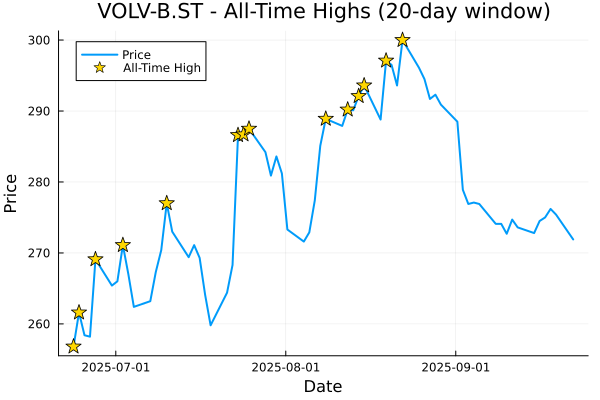 VOLV-B.ST - All-Time Highs (20-day window)
300
290
280
270
260
Price
Price
All-Time High
2025-07-01
2025-08-01
2025-09-01
Date